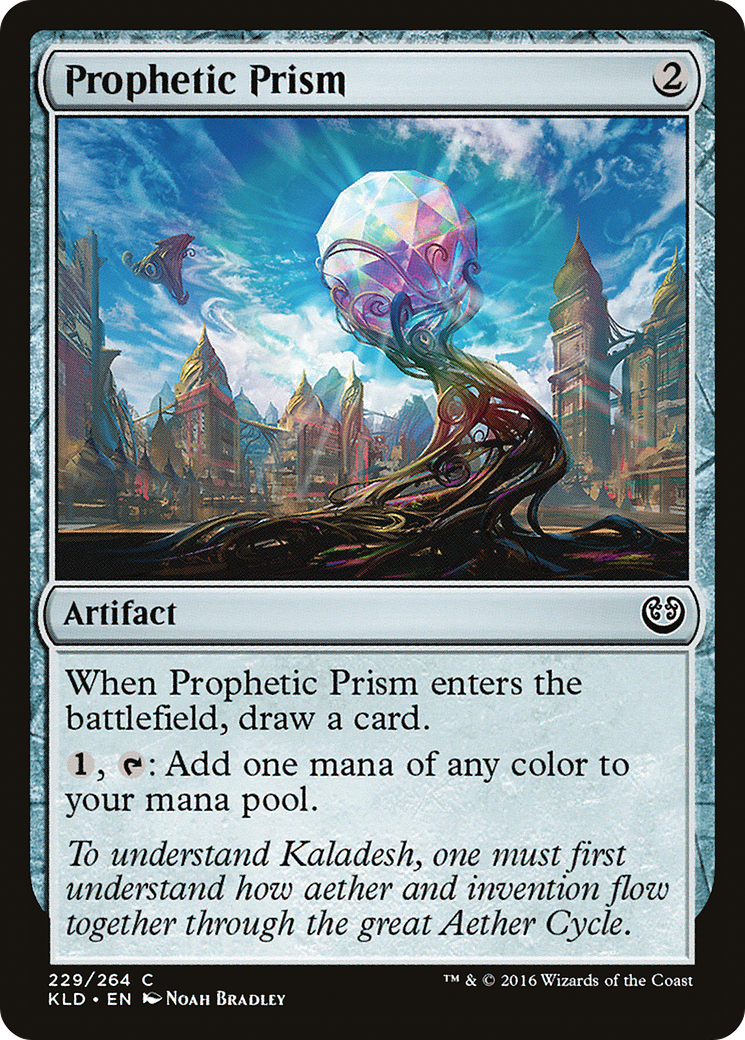 Prophetic Prism 2
Artifact
When Prophetic Prism enters the
battlefield, draw a card.
1, : Add one mana of any color to
your mana pool.
To understand Kaladesh, one must first
understand how aether and invention flow
together through the great Aether Cycle.
229/264 C
KLD • EN NOAH BRADLEY
™ & © 2016 Wizards of the Coast